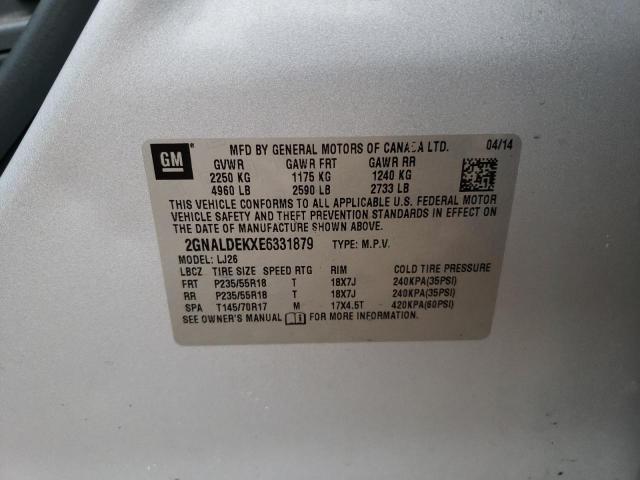 GM
MFD BY GENERAL MOTORS OF CANADA LTD. 04/14
GVWR GAWR FRT GAWR RR
2250 KG 1175 KG 1240 KG
4960 LB 2590 LB 2733 LB
THIS VEHICLE CONFORMS TO ALL APPLICABLE U.S. FEDERAL MOTOR
VEHICLE SAFETY AND THEFT PREVENTION STANDARDS IN EFFECT ON
THE DATE OF MANUFACTURE SHOWN ABOVE.
2GNALDEKXE6331879 TYPE: M.P.V.
MODEL: LJ26
LBCZ TIRE SIZE SPEED RTG RIM COLD TIRE PRESSURE
FRT P235/55R18 T 18X7J 240KPA(35PSI)
RR P235/55R18 T 18X7J 240KPA(35PSI)
SPA T145/70R17 M 17X4.5T 420KPA(60PSI)
SEE OWNER'S MANUAL FOR MORE INFORMATION.